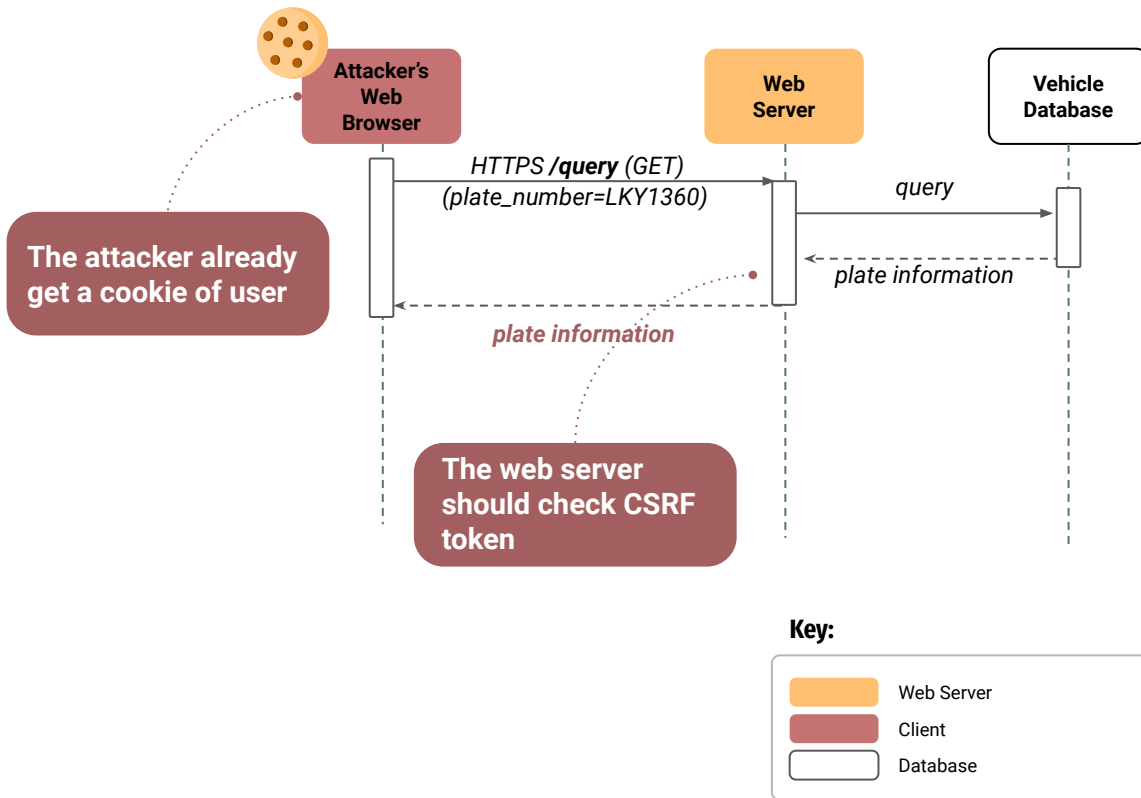 Attacker's
Web
Browser
Web
Server
Vehicle
Database
HTTPS /query (GET)
(plate_number=LKY1360)
query
The attacker already
get a cookie of user
plate information
plate information
The web server
should check CSRF
token
Key:
Web Server
Client
Database